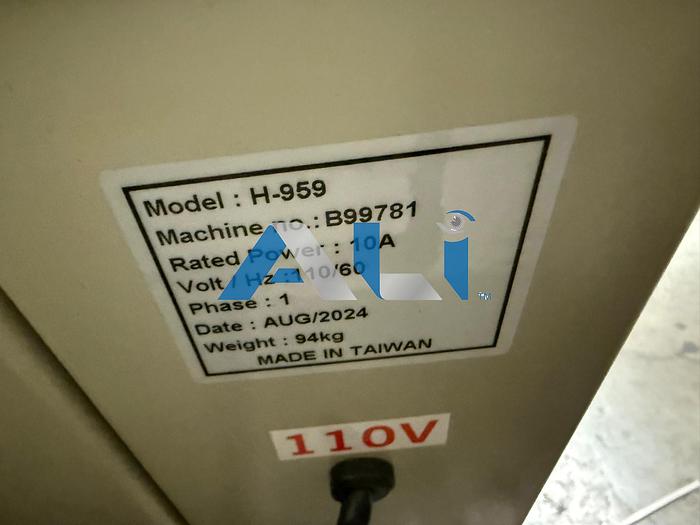 Model : H-959
Machine no.: B99781
Rated Power : 10A
Volt / Hz :110/60
Phase : 1
Date : AUG/2024
Weight : 94kg
MADE IN TAIWAN
ALi™
110V